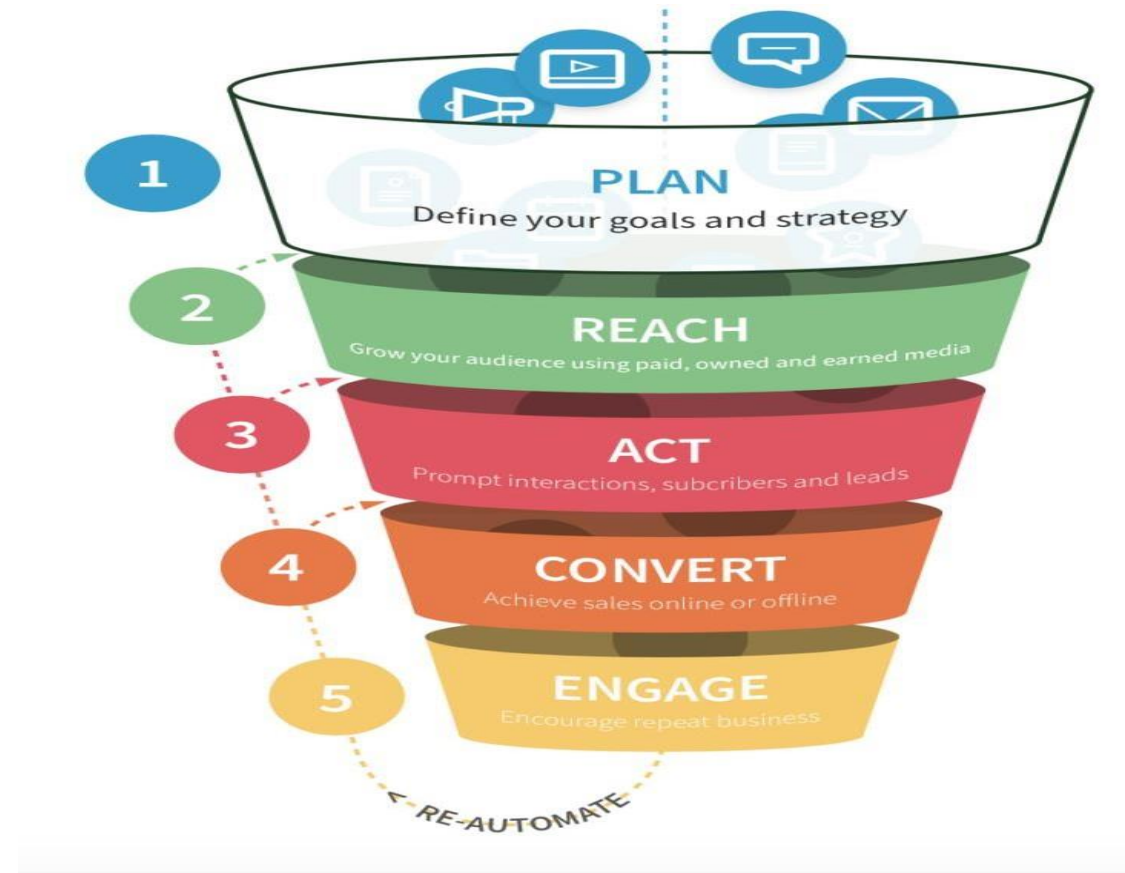 1
PLAN
Define your goals and strategy
2
REACH
Grow your audience using paid, owned and earned media
3
ACT
Prompt interactions, subcribers and leads
4
CONVERT
Achieve sales online or offline
5
ENGAGE
Encourage repeat business
< RE-AUTOMATE